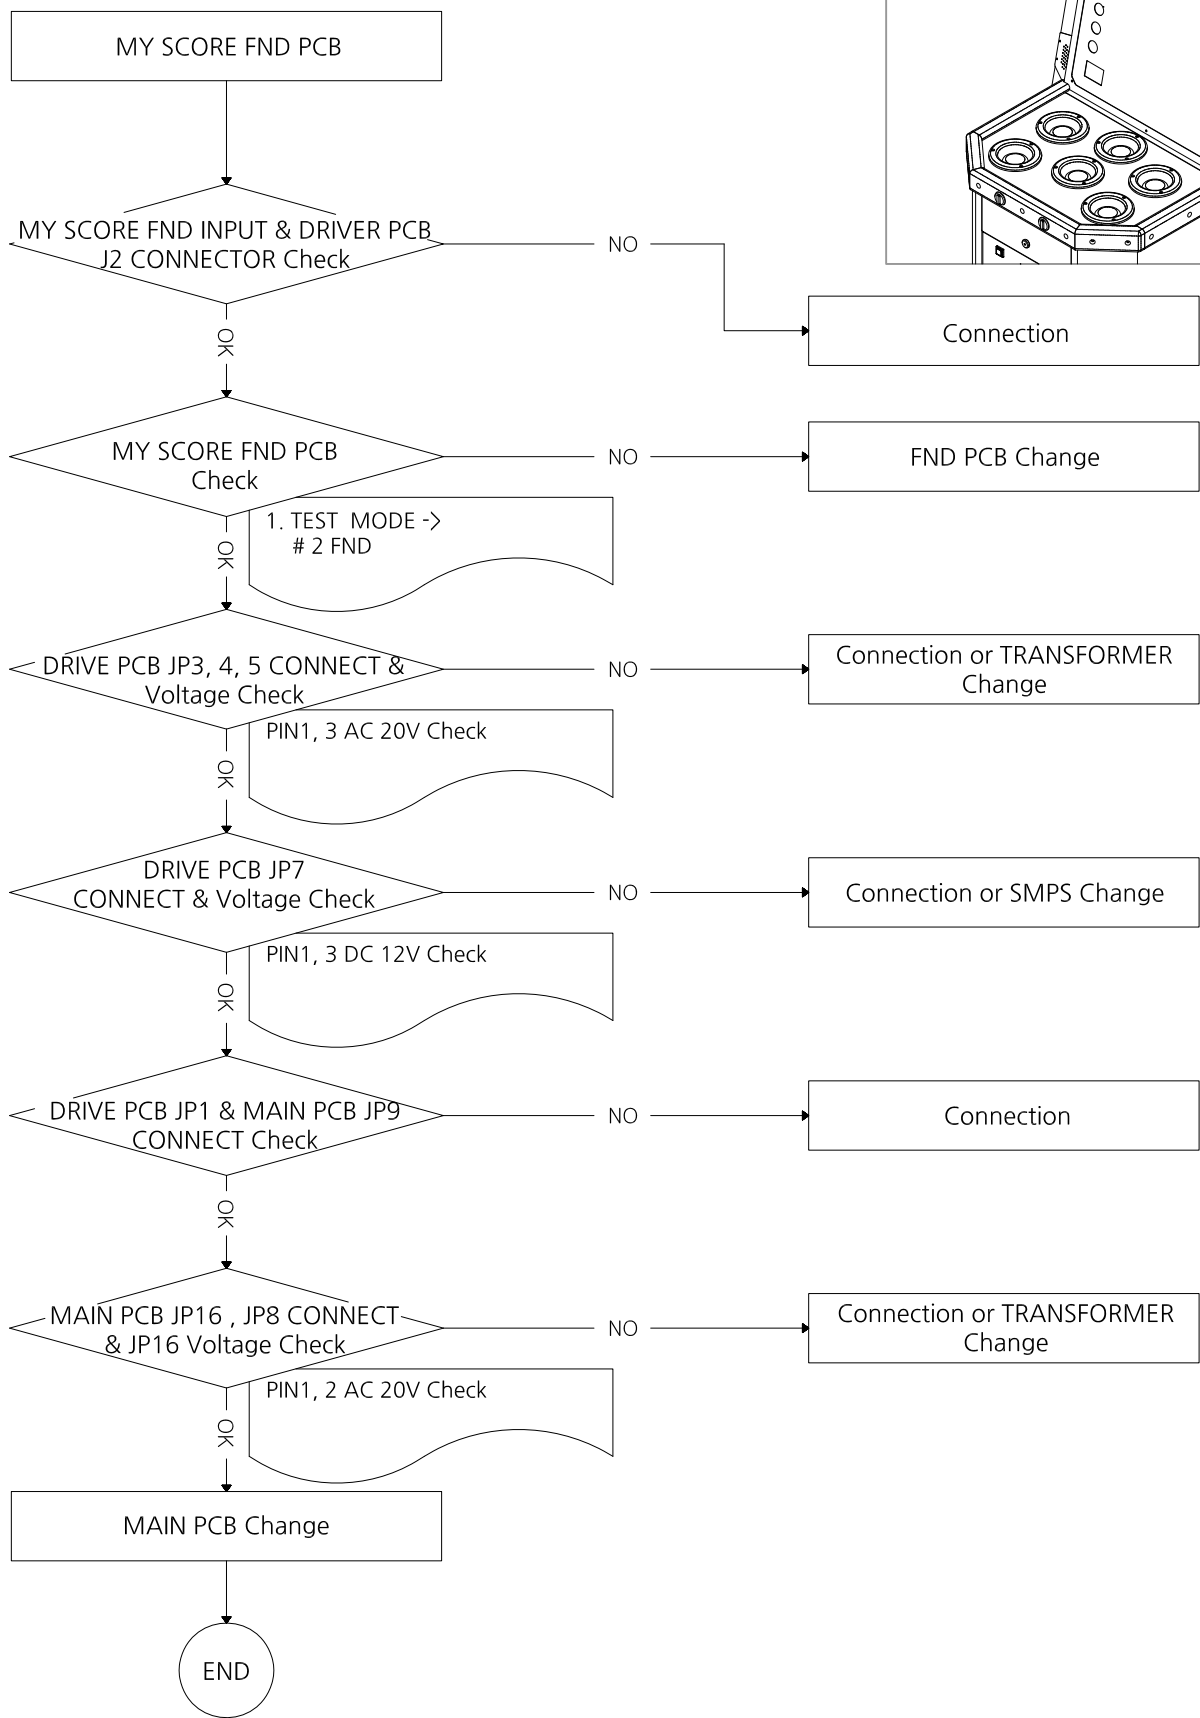 MY SCORE FND PCB
MY SCORE FND INPUT & DRIVER PCB
J2 CONNECTOR Check
NO
Connection
OK
MY SCORE FND PCB
Check
NO
FND PCB Change
1. TEST MODE ->
# 2 FND
OK
DRIVE PCB JP3, 4, 5 CONNECT &
Voltage Check
NO
Connection or TRANSFORMER
Change
PIN1, 3 AC 20V Check
OK
DRIVE PCB JP7
CONNECT & Voltage Check
NO
Connection or SMPS Change
PIN1, 3 DC 12V Check
OK
DRIVE PCB JP1 & MAIN PCB JP9
CONNECT Check
NO
Connection
OK
MAIN PCB JP16 , JP8 CONNECT
& JP16 Voltage Check
NO
Connection or TRANSFORMER
Change
PIN1, 2 AC 20V Check
OK
MAIN PCB Change
END